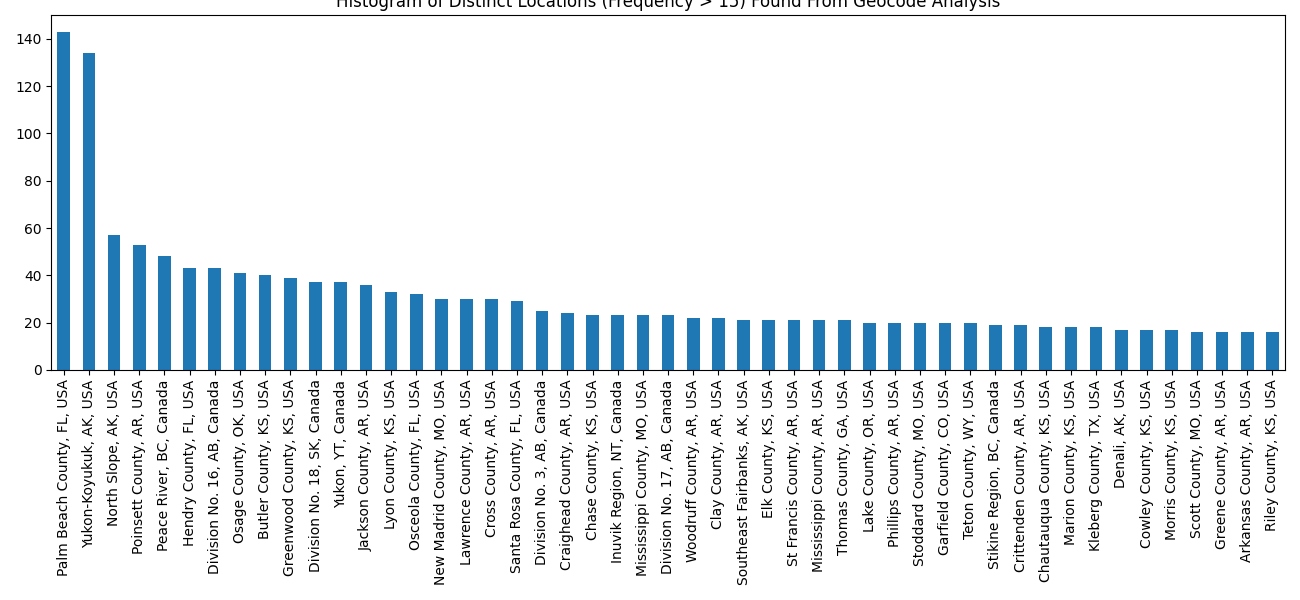 Histogram of Distinct Locations (Frequency > 15) Found From Geocode Analysis
140
120
100
80
60
40
20
0
Palm Beach County, FL, USA
Yukon-Koyukuk, AK, USA
North Slope, AK, USA
Poinsett County, AR, USA
Peace River, BC, Canada
Hendry County, FL, USA
Division No. 16, AB, Canada
Osage County, OK, USA
Butler County, KS, USA
Greenwood County, KS, USA
Division No. 18, SK, Canada
Yukon, YT, Canada
Jackson County, AR, USA
Lyon County, KS, USA
Osceola County, FL, USA
New Madrid County, MO, USA
Lawrence County, AR, USA
Cross County, AR, USA
Santa Rosa County, FL, USA
Division No. 3, AB, Canada
Craighead County, AR, USA
Chase County, KS, USA
Inuvik Region, NT, Canada
Mississippi County, MO, USA
Division No. 17, AB, Canada
Woodruff County, AR, USA
Clay County, AR, USA
Southeast Fairbanks, AK, USA
Elk County, KS, USA
St Francis County, AR, USA
Mississippi County, AR, USA
Thomas County, GA, USA
Lake County, OR, USA
Phillips County, AR, USA
Stoddard County, MO, USA
Garfield County, CO, USA
Teton County, WY, USA
Stikine Region, BC, Canada
Crittenden County, AR, USA
Chautauqua County, KS, USA
Marion County, KS, USA
Kleberg County, TX, USA
Denali, AK, USA
Cowley County, KS, USA
Morris County, KS, USA
Scott County, MO, USA
Greene County, AR, USA
Arkansas County, AR, USA
Riley County, KS, USA